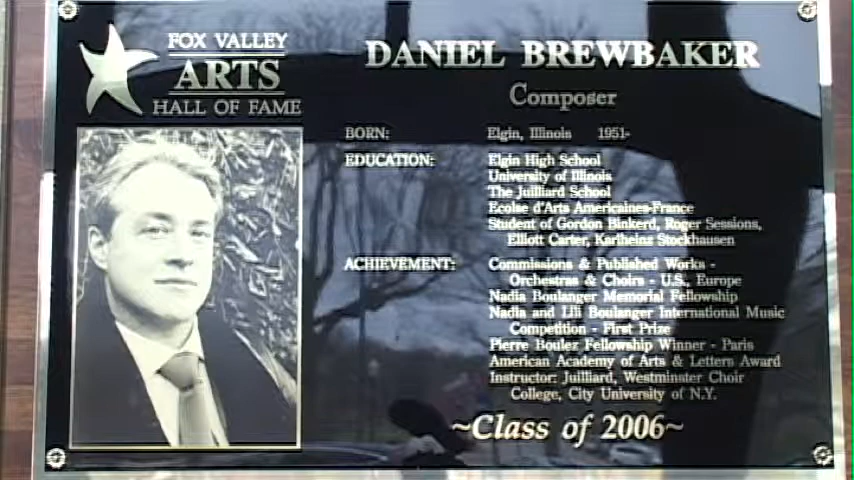 FOX VALLEY
ARTS
HALL OF FAME
DANIEL BREWBAKER
Composer
BORN: Elgin, Illinois 1951-
EDUCATION: Elgin High School
University of Illinois
The Juilliard School
Ecolse d'Arts Americaines-France
Student of Gordon Binkerd, Roger Sessions,
Elliott Carter, Karlheinz Stockhausen
ACHIEVEMENT: Commissions & Published Works -
Orchestras & Choirs - U.S., Europe
Nadia Boulanger Memorial Fellowship
Nadia and Lili Boulanger International Music
Competition - First Prize
Pierre Boulez Fellowship Winner - Paris
American Academy of Arts & Letters Award
Instructor: Juilliard, Westminster Choir
College, City University of N.Y.
~Class of 2006~